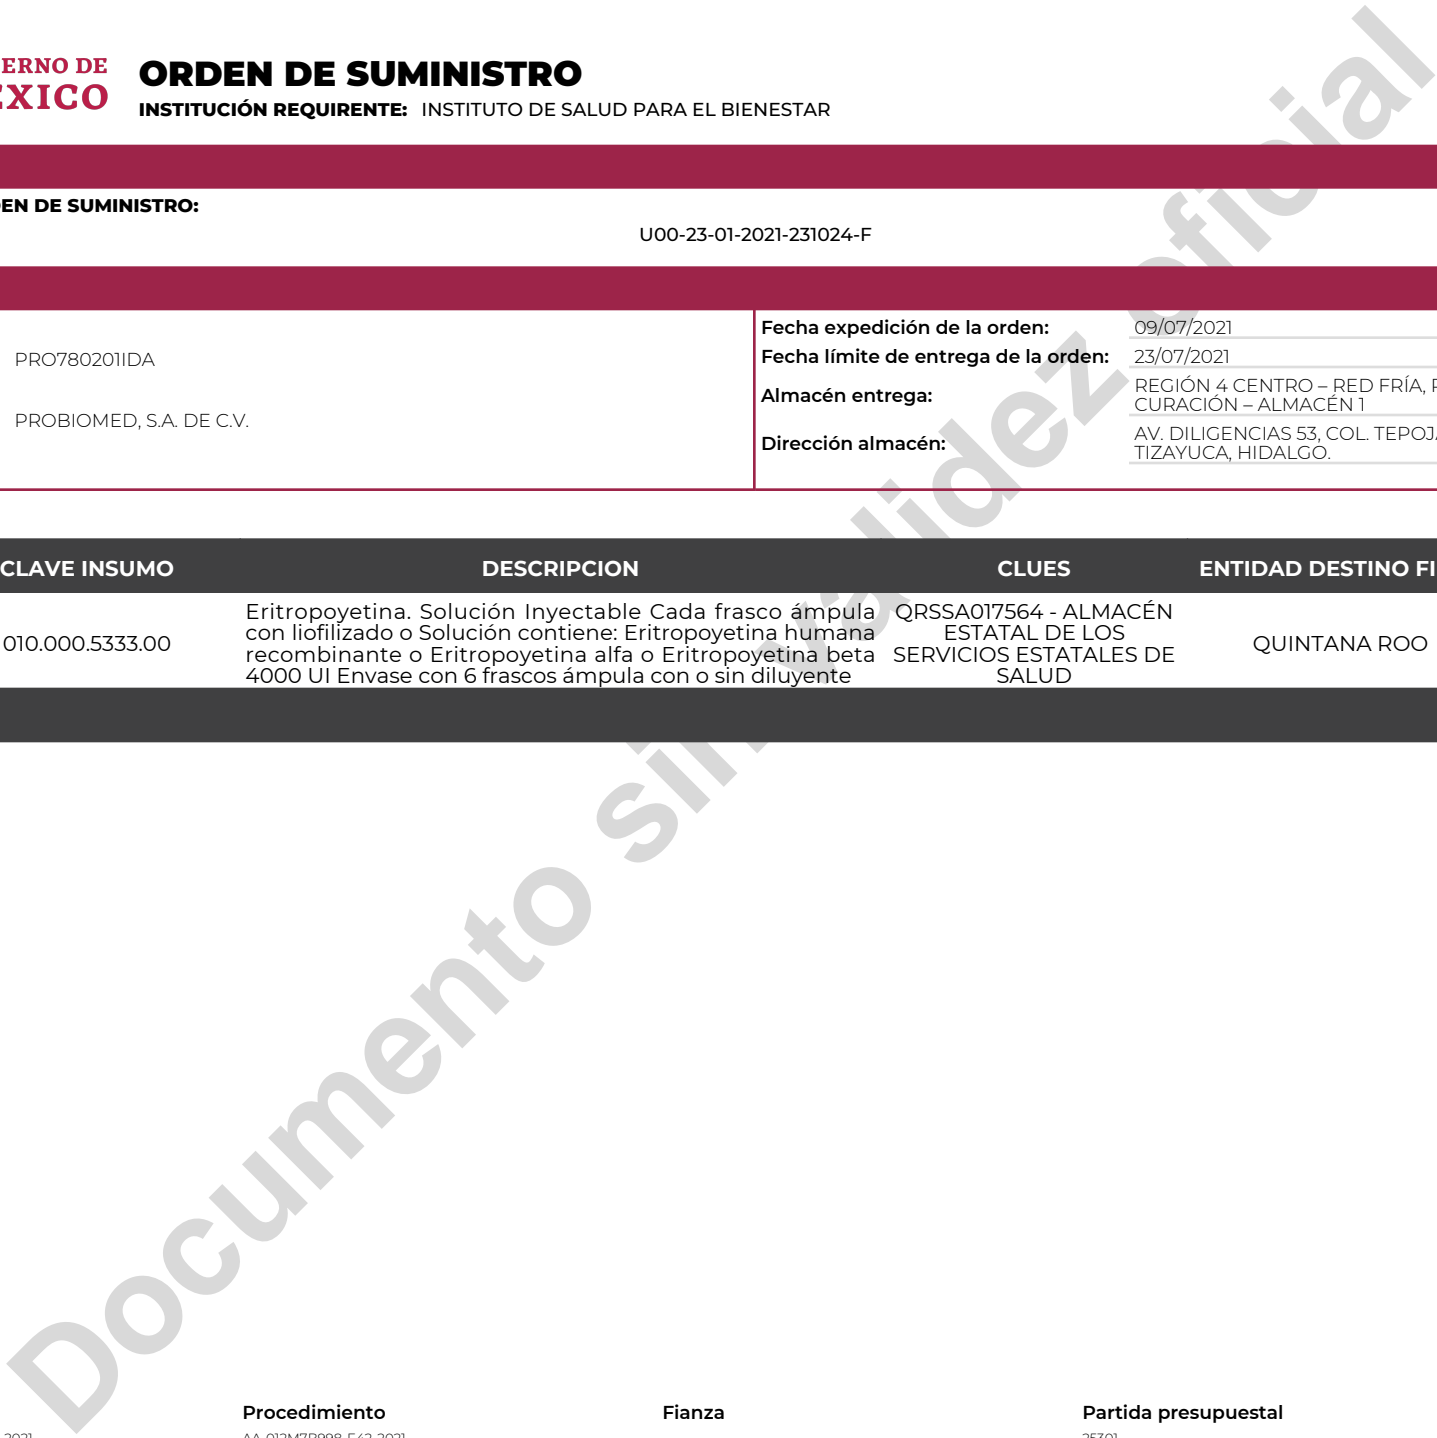 ERNO DE
ORDEN DE SUMINISTRO
INSTITUCIÓN REQUIRENTE: INSTITUTO DE SALUD PARA EL BIENESTAR
EN DE SUMINISTRO:
U00-23-01-2021-231024-F
PRO780201IDA
PROBIOMED, S.A. DE C.V.
Fecha expedición de la orden: 09/07/2021
Fecha límite de entrega de la orden: 23/07/2021
Almacén entrega:
REGIÓN 4 CENTRO – RED FRÍA,
CURACIÓN – ALMACÉN 1
Dirección almacén:
AV. DILIGENCIAS 53, COL. TEPOJ
TIZAYUCA, HIDALGO.
CLAVE INSUMO DESCRIPCION CLUES ENTIDAD DESTINO FI
010.000.5333.00
Eritropoyetina. Solución Inyectable Cada frasco ámpula
con liofilizado o Solución contiene: Eritropoyetina humana
recombinante o Eritropoyetina alfa o Eritropoyetina beta
4000 UI Envase con 6 frascos ámpula con o sin diluyente
QRSSA017564 - ALMACÉN
ESTATAL DE LOS
SERVICIOS ESTATALES DE
SALUD
QUINTANA ROO
Documento sin validez oficial
Procedimiento Fianza Partida presupuestal